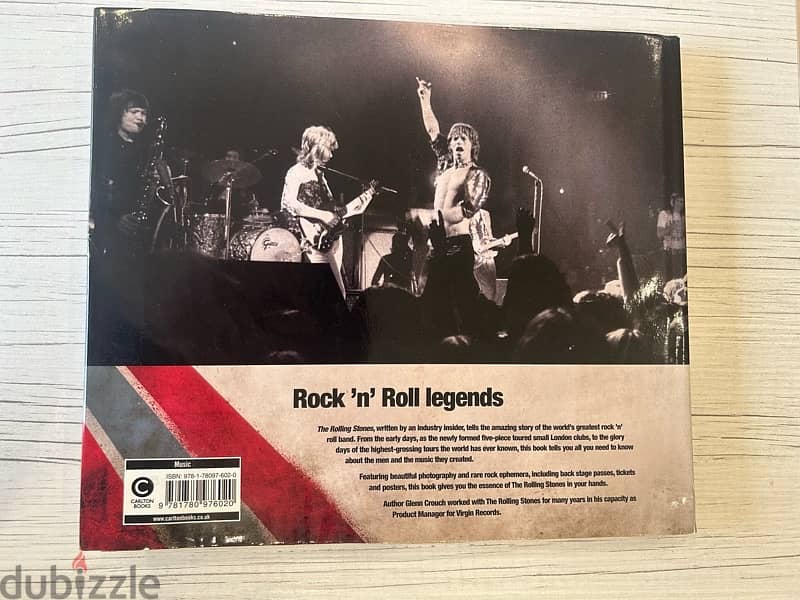 Rock 'n' Roll legends
The Rolling Stones, written by an industry insider, tells the amazing story of the world's greatest rock 'n'
roll band. From the early days, as the newly formed five-piece toured small London clubs, to the glory
days of the highest-grossing tours the world has ever known, this book tells you all you need to know
about the men and the music they created.
Featuring beautiful photography and rare rock ephemera, including back stage passes, tickets
and posters, this book gives you the essence of The Rolling Stones in your hands.
Author Glenn Crouch worked with The Rolling Stones for many years in his capacity as
Product Manager for Virgin Records.
Music
ISBN: 978-1-78097-602-0
C
CARLTON
BOOKS
9 781780 976020
www.carltonbooks.co.uk
dubizzle